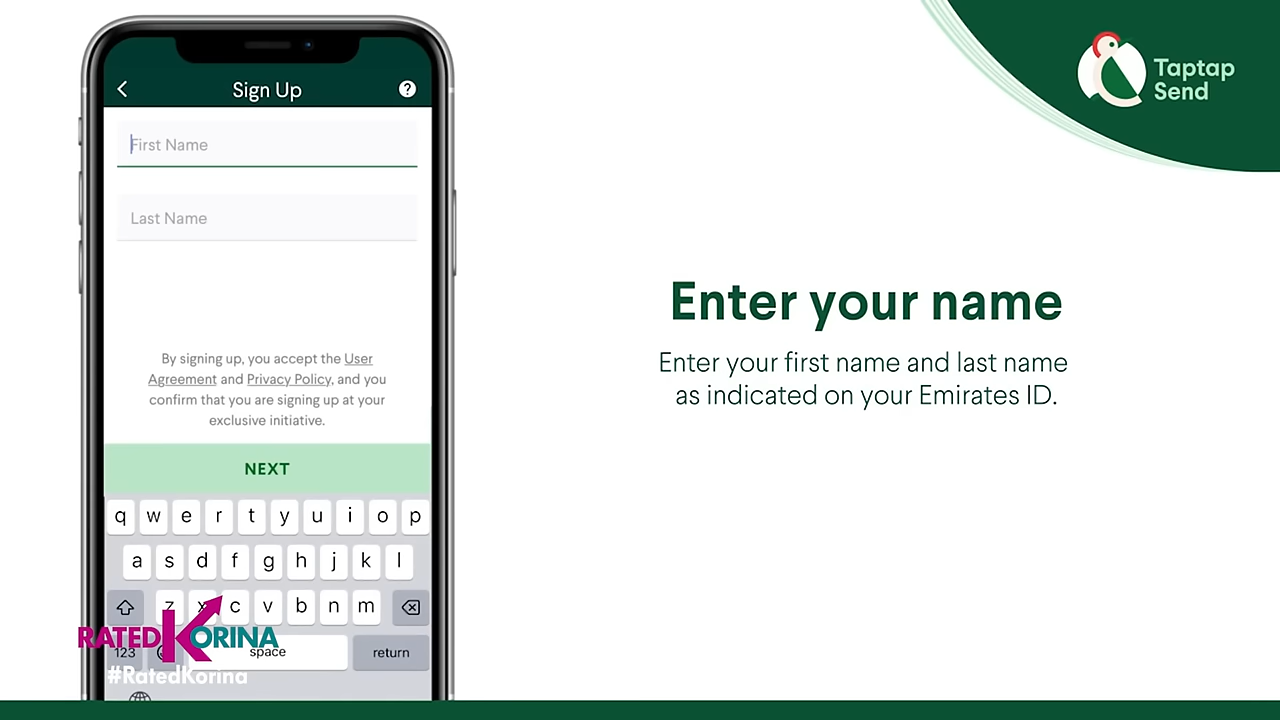 Sign Up
?
First Name
Last Name
By signing up, you accept the User
Agreement and Privacy Policy, and you
confirm that you are signing up at your
exclusive initiative.
NEXT
q w e r t y u i o p
a s d f g h j k l
z x c v b n m
123 space return
RATED KORINA
#RatedKorina
Taptap
Send
Enter your name
Enter your first name and last name
as indicated on your Emirates ID.